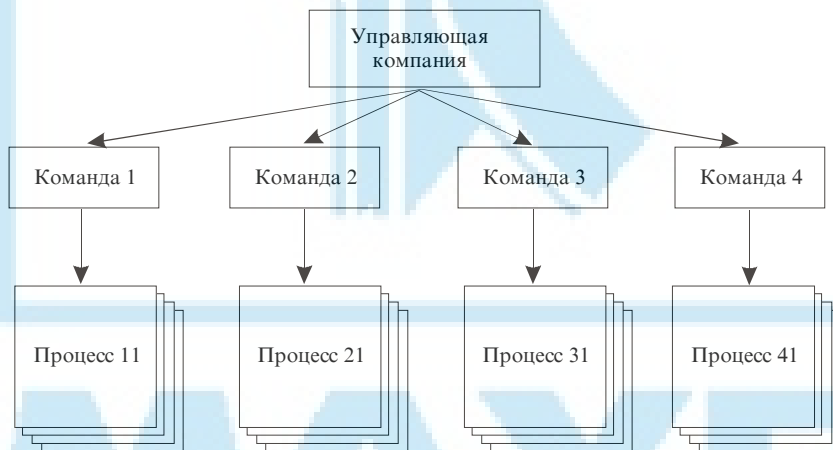 Управляющая
компания
Команда 1
Команда 2
Команда 3
Команда 4
Процесс 11
Процесс 21
Процесс 31
Процесс 41